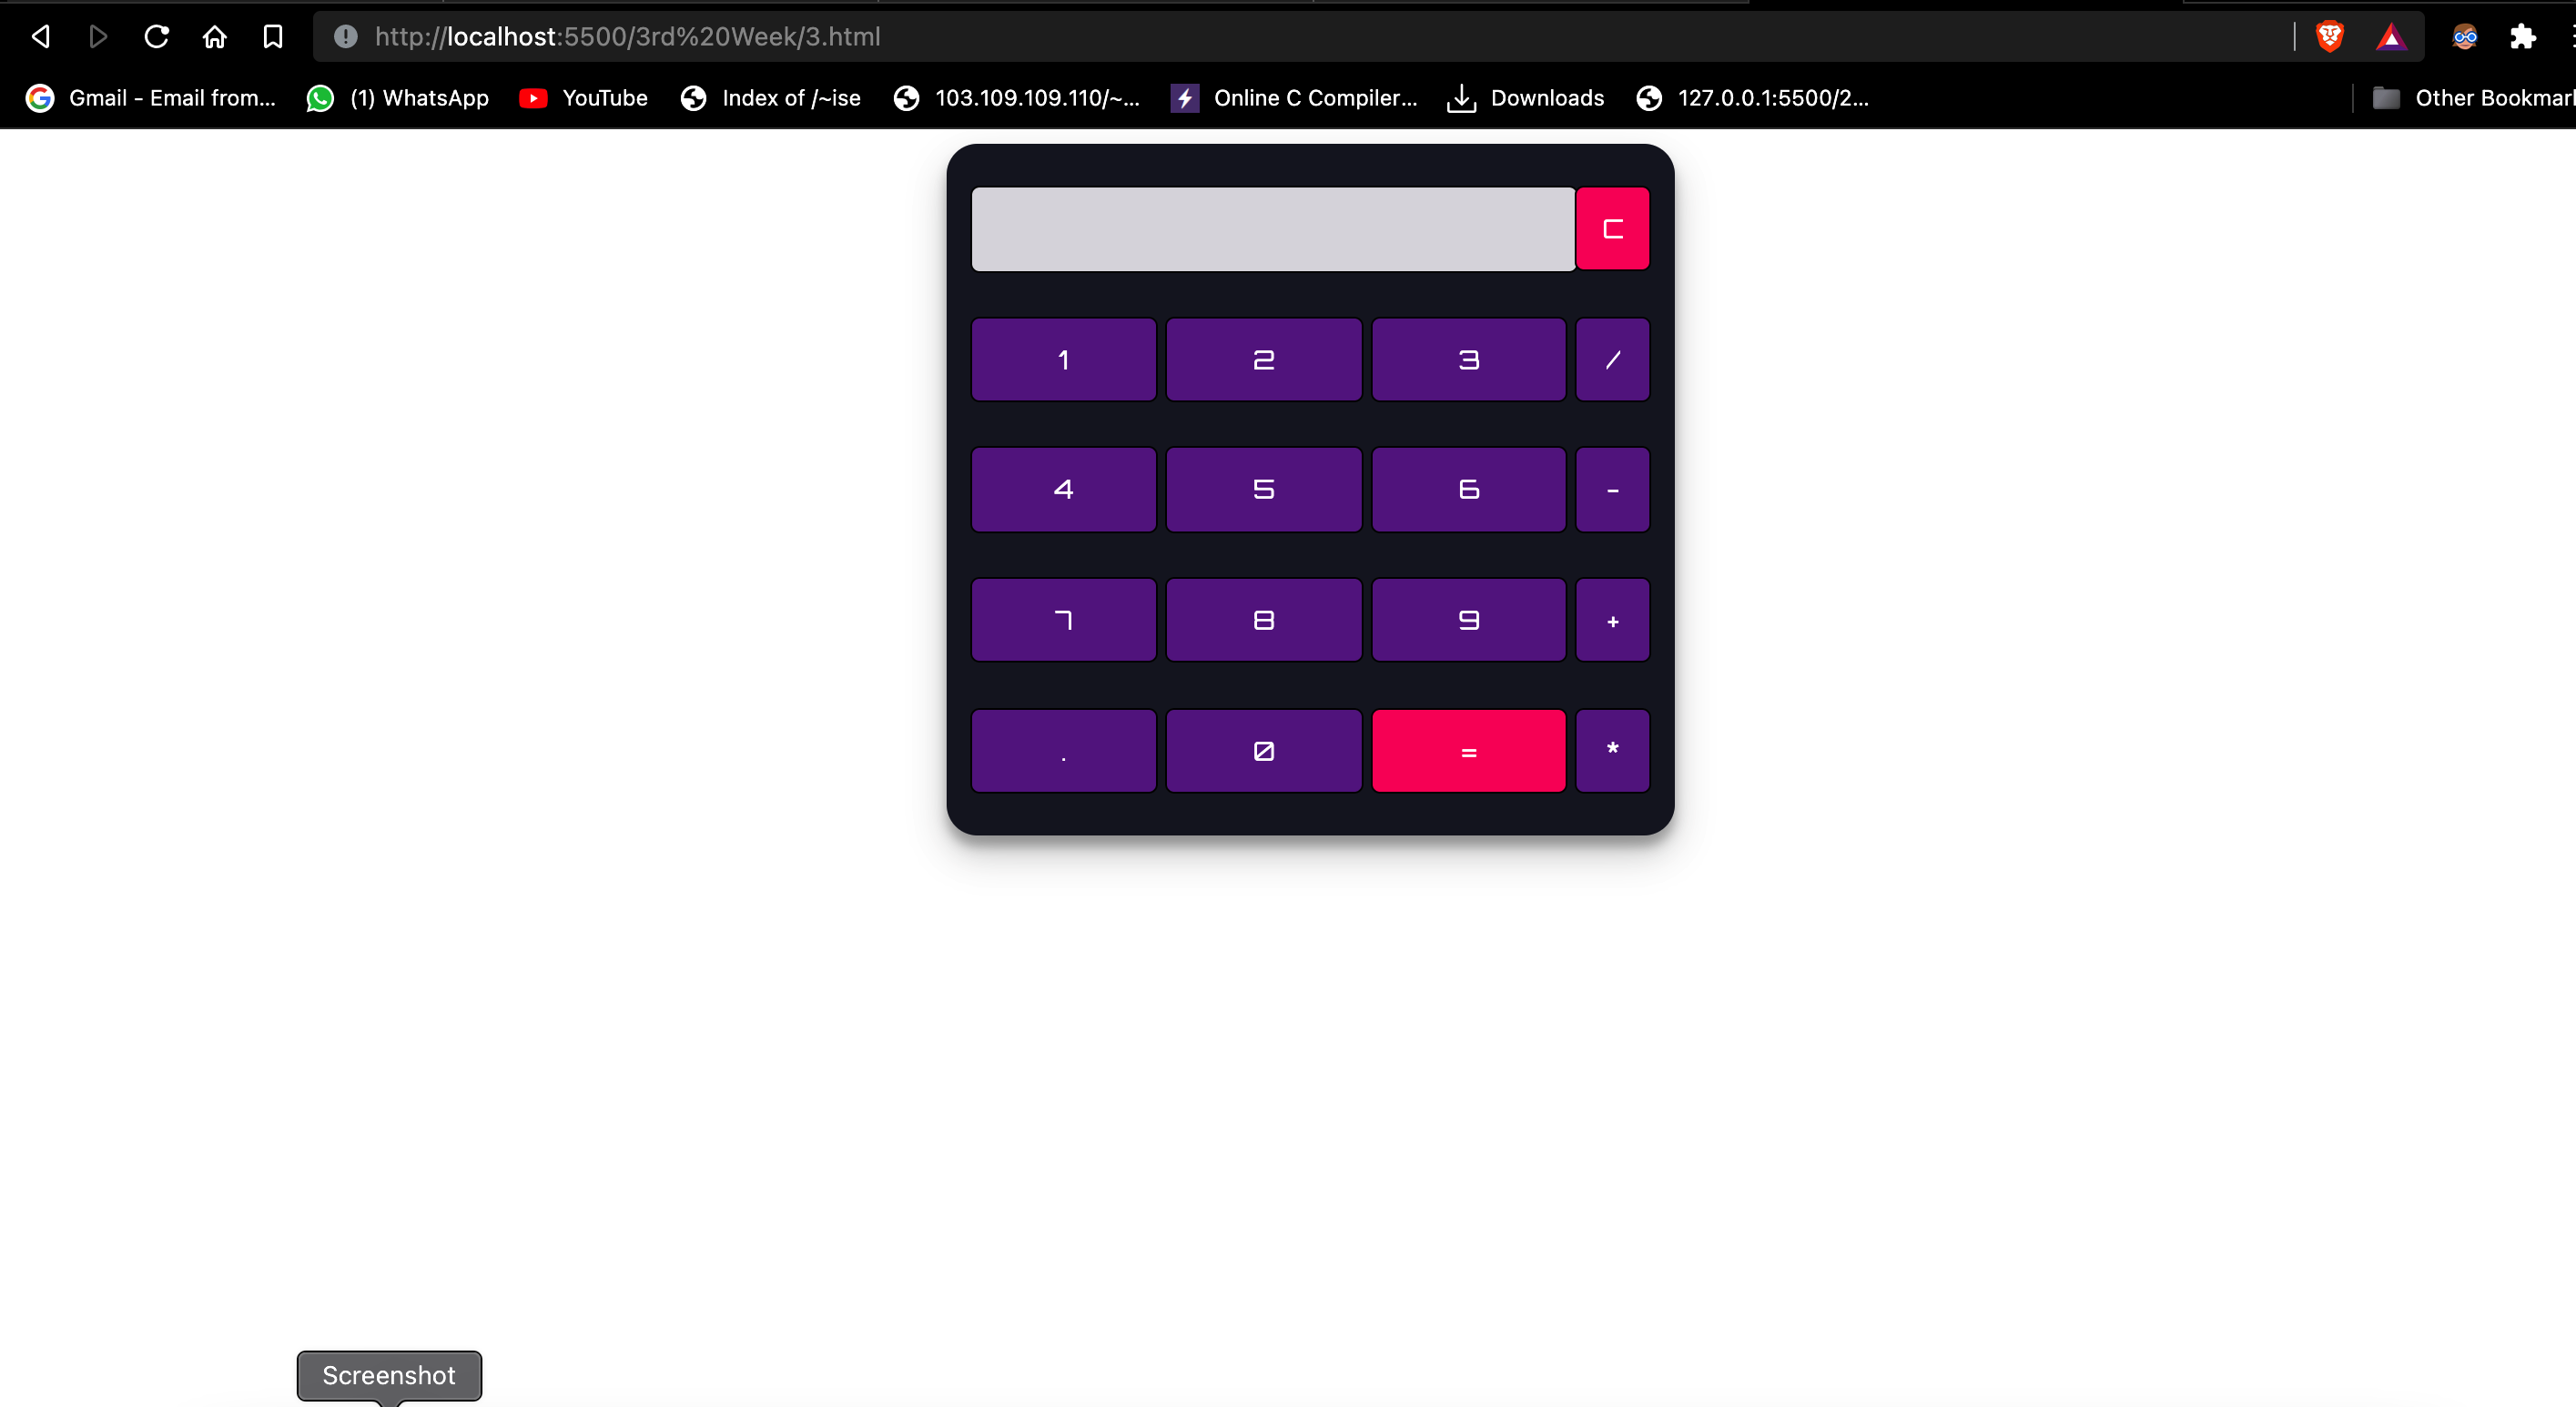 http://localhost:5500/3rd%20Week/3.html
Gmail - Email from... (1) WhatsApp YouTube Index of /~ise 103.109.109.110/~... Online C Compiler... Downloads 127.0.0.1:5500/2... Other
C
1 2 3 /
4 5 6 -
7 8 9 +
. 0 = *
Screenshot